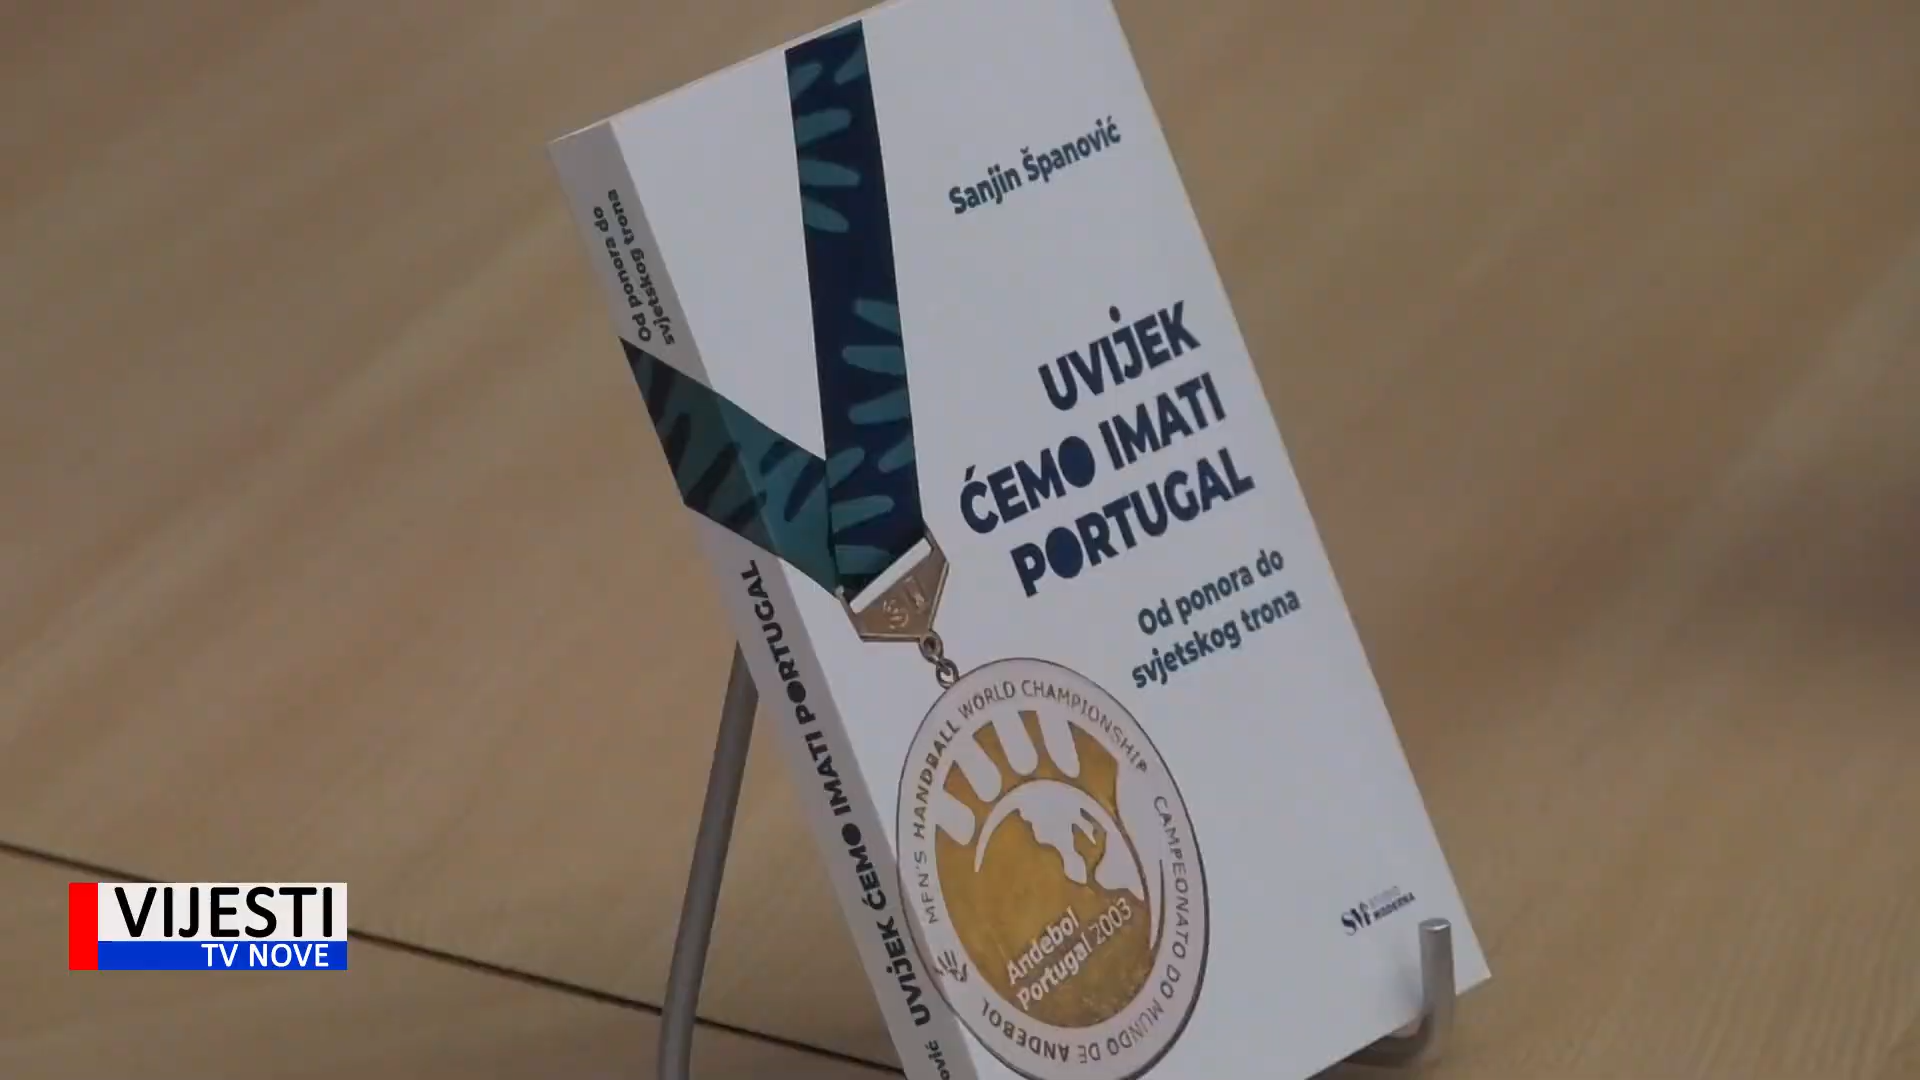 Sanjin Španović
UVIJEK
ĆEMO IMATI
PORTUGAL
Od ponora do
svjetskog trona
MEN'S HANDBALL WORLD CHAMPIONSHIP
CAMPEONATO DO MUNDO DE ANDEBOL
Andebol
Portugal 2003
MODERNA
Od ponora do
svjetskog trona
UVIJEK ĆEMO IMATI PORTUGAL
VIJESTI
TV NOVE